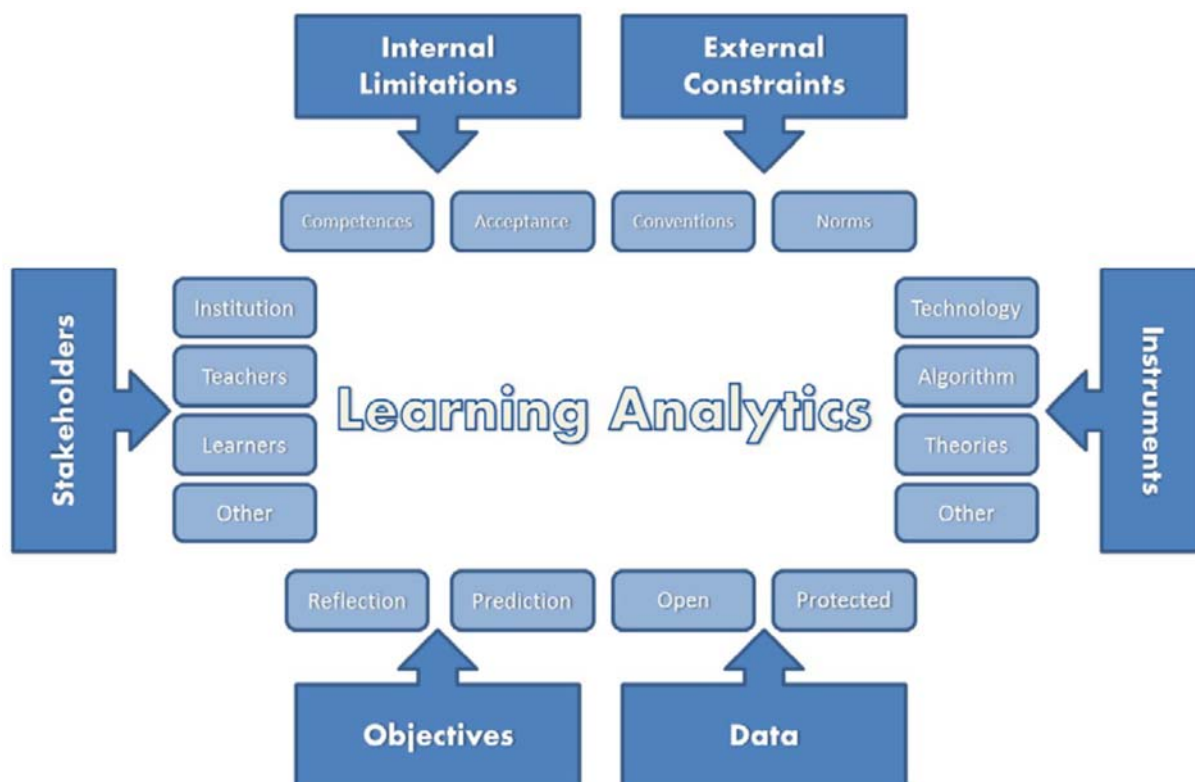 Internal
Limitations
External
Constraints
Competences
Acceptance
Conventions
Norms
Stakeholders
Institution
Teachers
Learners
Other
Learning Analytics
Technology
Algorithm
Theories
Other
Instruments
Reflection
Prediction
Open
Protected
Objectives
Data